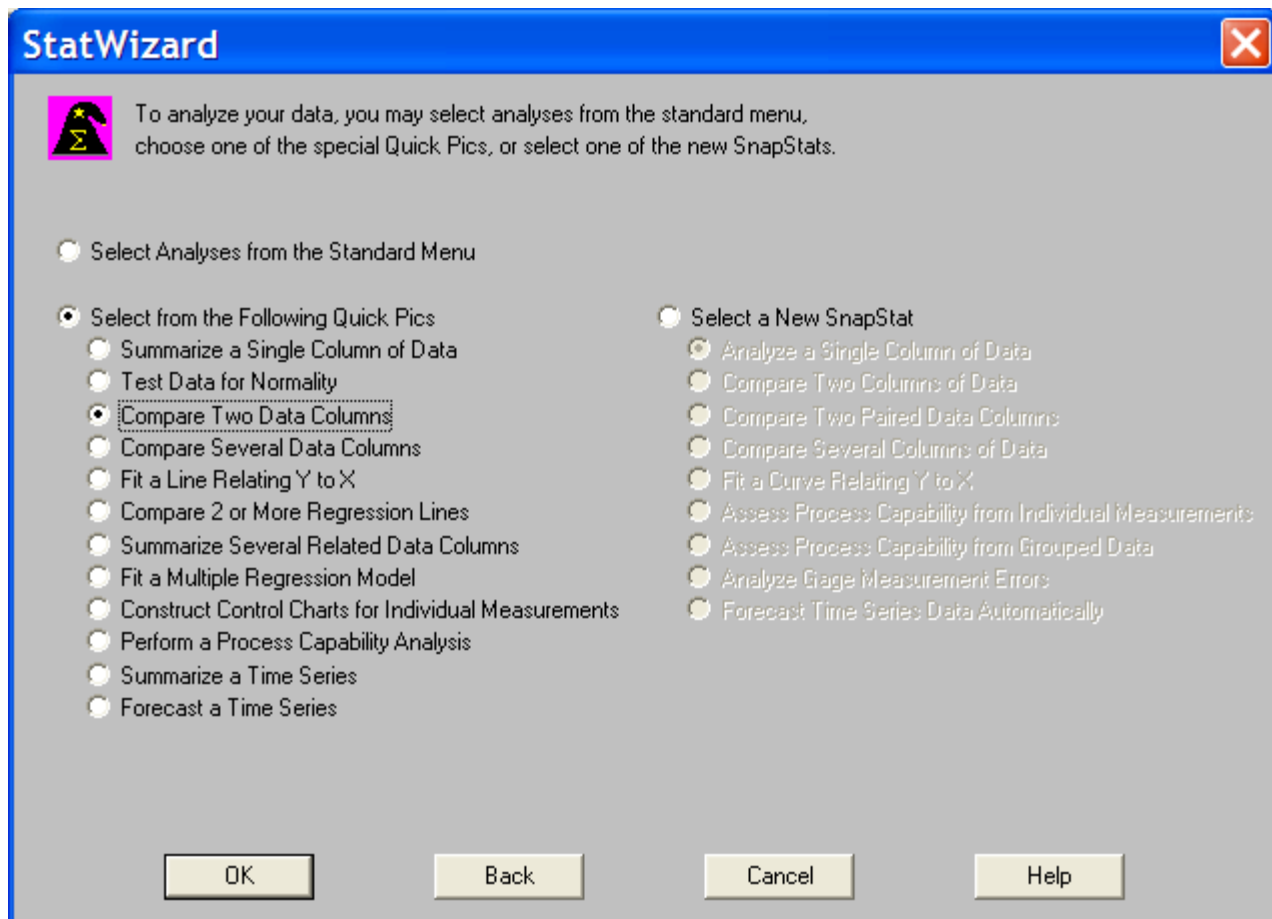 StatWizard
Σ
To analyze your data, you may select analyses from the standard menu,
choose one of the special Quick Pics, or select one of the new SnapStats.
Select Analyses from the Standard Menu
Select from the Following Quick Pics
Summarize a Single Column of Data
Test Data for Normality
Compare Two Data Columns
Compare Several Data Columns
Fit a Line Relating Y to X
Compare 2 or More Regression Lines
Summarize Several Related Data Columns
Fit a Multiple Regression Model
Construct Control Charts for Individual Measurements
Perform a Process Capability Analysis
Summarize a Time Series
Forecast a Time Series
Select a New SnapStat
Analyze a Single Column of Data
Compare Two Columns of Data
Compare Two Paired Data Columns
Compare Several Columns of Data
Fit a Curve Relating Y to X
Assess Process Capability from Individual Measurements
Assess Process Capability from Grouped Data
Analyze Gage Measurement Errors
Forecast Time Series Data Automatically
OK
Back
Cancel
Help